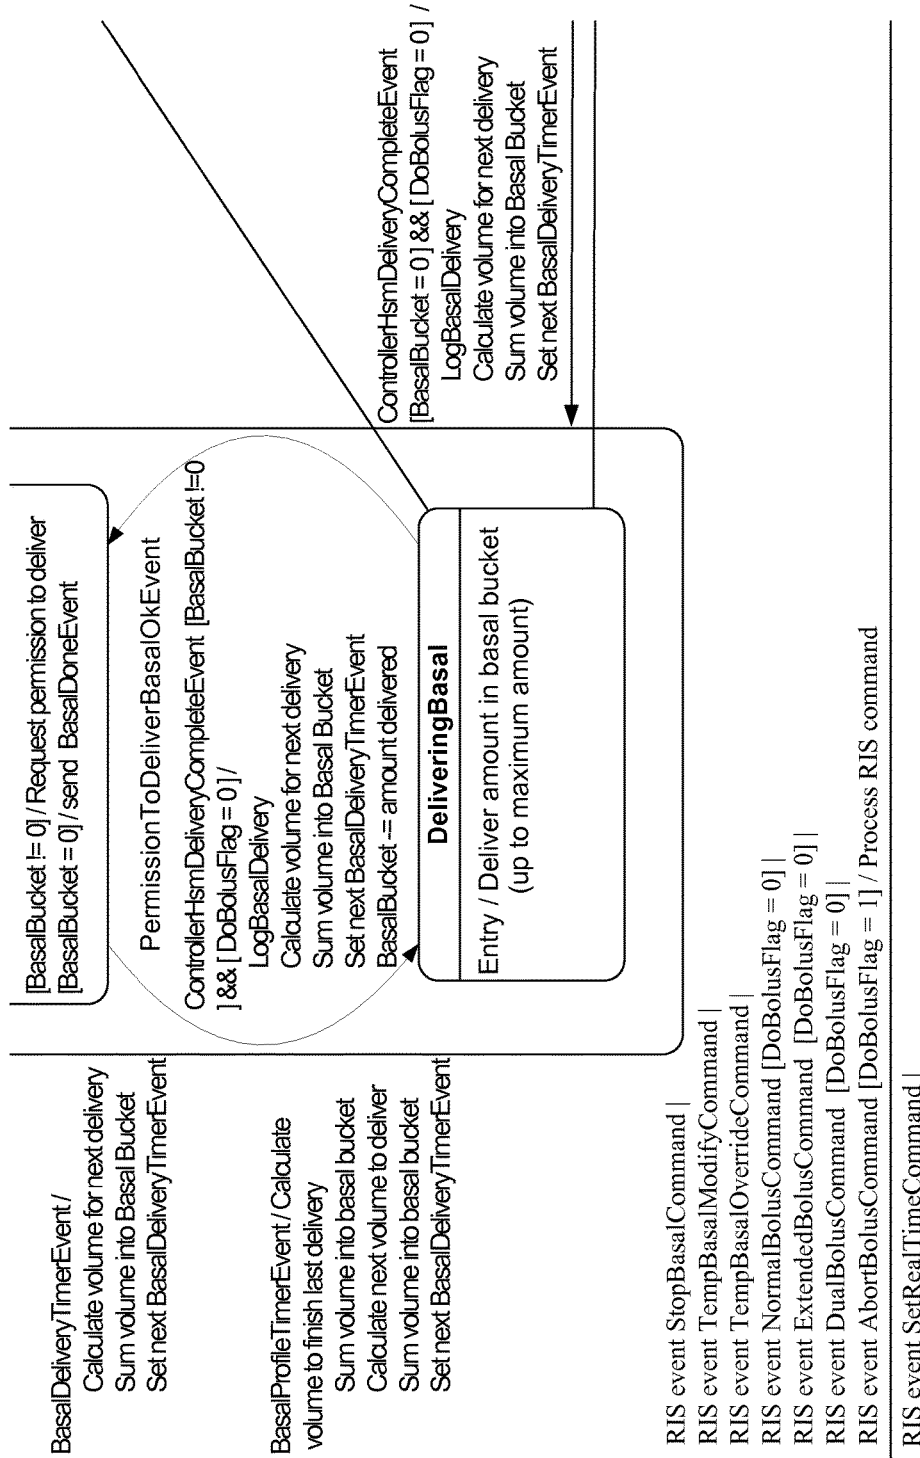 BasalDeliveryTimerEvent /
Calculate volume for next delivery
Sum volume into Basal Bucket
Set next BasalDeliveryTimerEvent
BasalProfileTimerEvent / Calculate
volume to finish last delivery
Sum volume into basal bucket
Calculate next volume to deliver
Sum volume into basal bucket
Set next BasalDeliveryTimerEvent
[BasalBucket != 0] / Request permission to deliver
[BasalBucket = 0] / send BasalDoneEvent
PermissionToDeliverBasalOkEvent
ControllerHsmDeliveryCompleteEvent [BasalBucket !=0
] && [ DoBolusFlag = 0 ] /
LogBasalDelivery
Calculate volume for next delivery
Sum volume into Basal Bucket
Set next BasalDeliveryTimerEvent
BasalBucket -= amount delivered
DeliveringBasal
Entry / Deliver amount in basal bucket
(up to maximum amount)
ControllerHsmDeliveryCompleteEvent
[BasalBucket = 0 ] && [ DoBolusFlag = 0 ] /
LogBasalDelivery
Calculate volume for next delivery
Sum volume into Basal Bucket
Set next BasalDeliveryTimerEvent
RIS event StopBasalCommand |
RIS event TempBasalModifyCommand |
RIS event TempBasalOverrideCommand |
RIS event NormalBolusCommand [DoBolusFlag = 0] |
RIS event ExtendedBolusCommand [DoBolusFlag = 0] |
RIS event DualBolusCommand [DoBolusFlag = 0] |
RIS event AbortBolusCommand [DoBolusFlag = 1] / Process RIS command
RIS event SetRealTimeCommand |